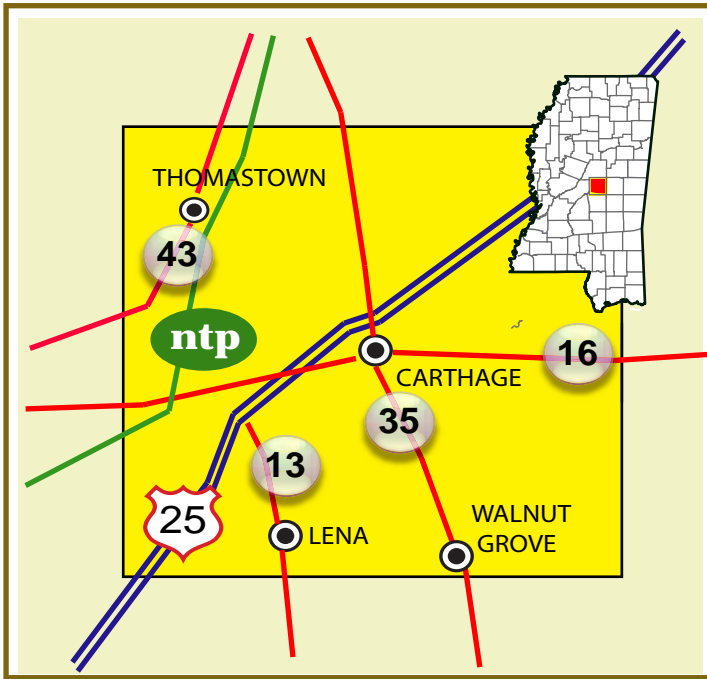 THOMASTOWN
43
ntp
16
CARTHAGE
35
13
25
LENA
WALNUT
GROVE